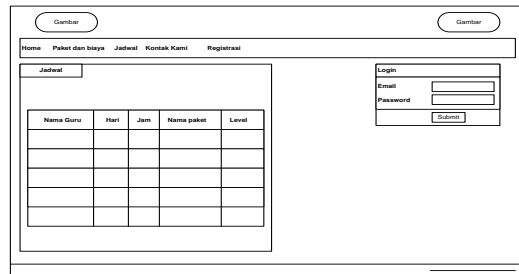 Gambar Gambar
Home Paket dan biaya Jadwal Kontak Kami Registrasi
Jadwal
Nama Guru Hari Jam Nama paket Level
Login
Email
Password
Submit